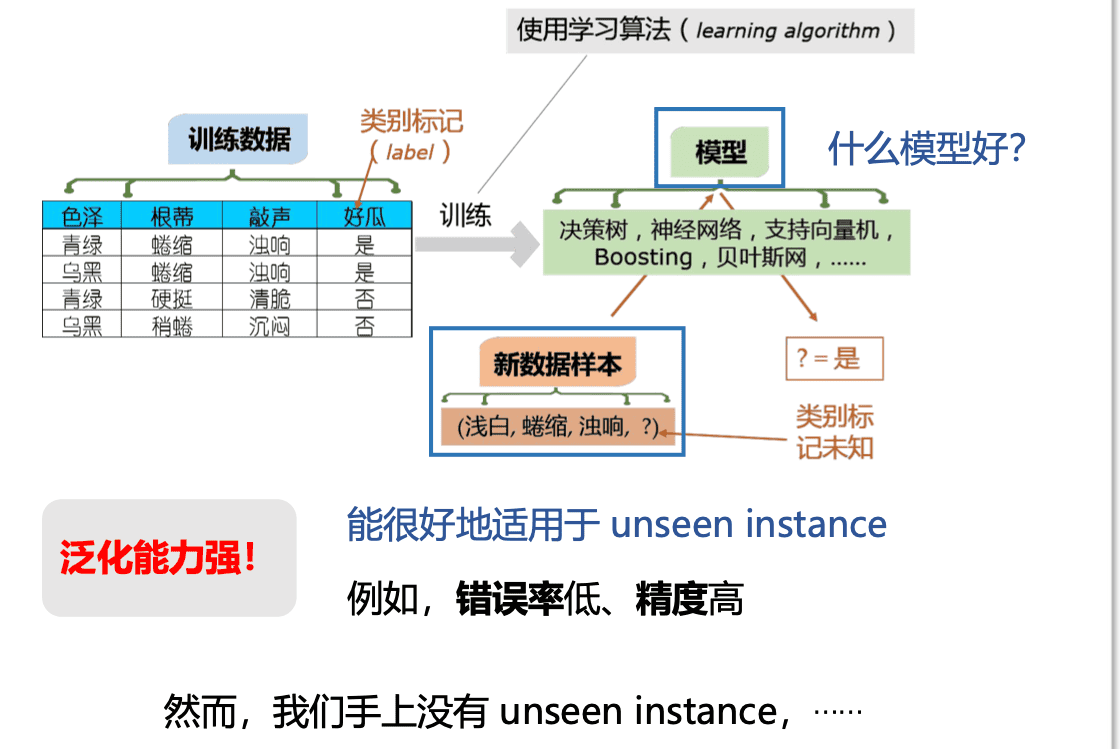 使用学习算法（learning algorithm）
训练数据
类别标记
（label）
模型
什么模型好？
色泽 根蒂 敲声 好瓜
青绿 蜷缩 浊响 是
乌黑 蜷缩 浊响 是
青绿 硬挺 清脆 否
乌黑 稍蜷 沉闷 否
训练
决策树，神经网络，支持向量机，
Boosting，贝叶斯网，……
新数据样本
(浅白, 蜷缩, 浊响, ?)
? = 是
类别标
记未知
泛化能力强！
能很好地适用于 unseen instance
例如，错误率低、精度高
然而，我们手上没有 unseen instance，……